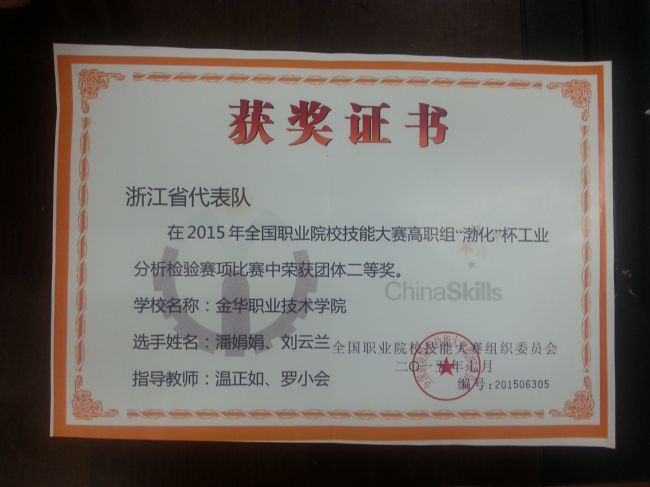 获奖证书
浙江省代表队
在2015年全国职业院校技能大赛高职组“渤化”杯工业
分析检验赛项比赛中荣获团体二等奖。
ChinaSkills
学校名称：金华职业技术学院
选手姓名：潘娟娟、刘云兰
全国职业院校技能大赛组织委员会
二〇一五年七月
指导教师：温正如、罗小会
编号:201506305